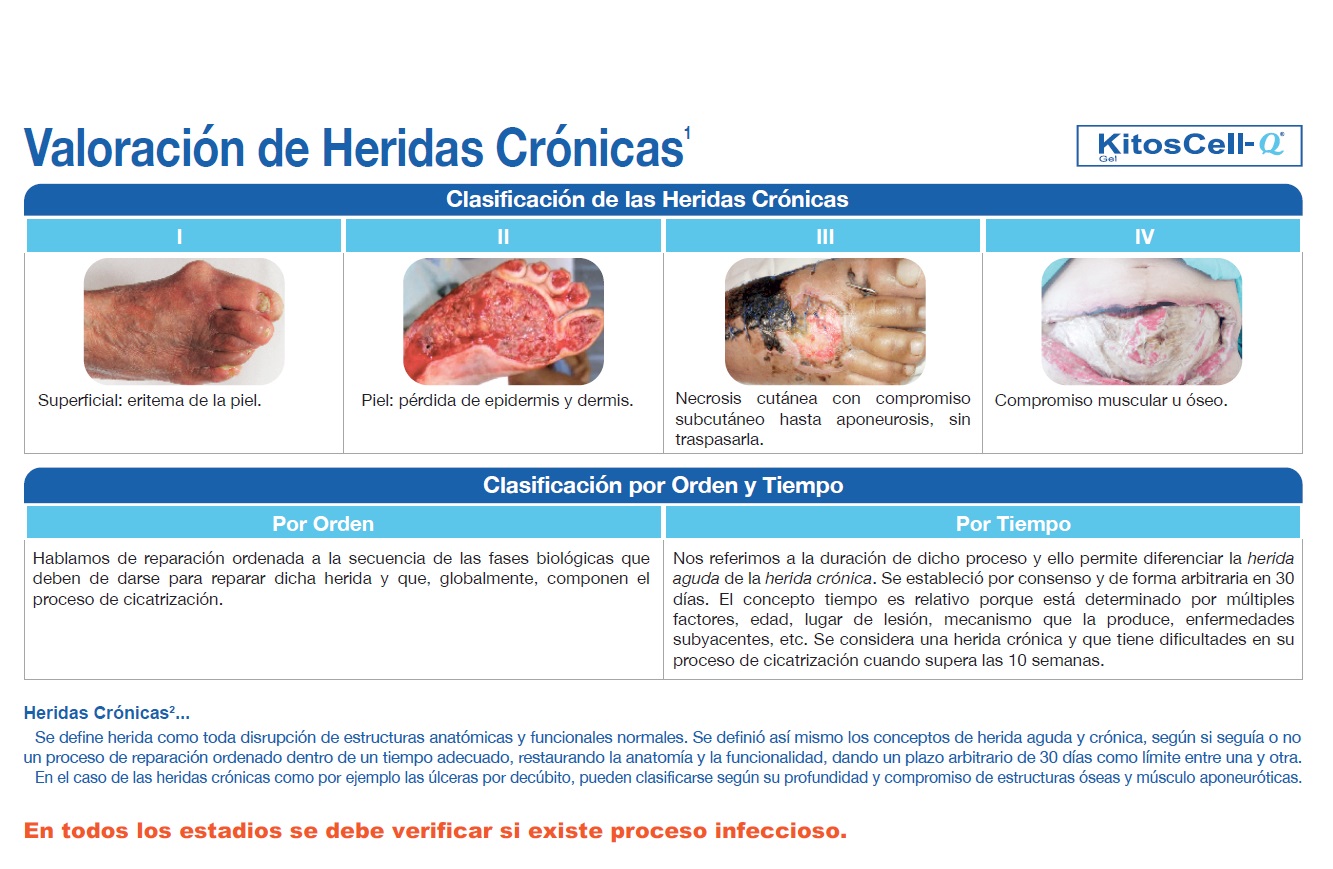 Valoración de Heridas Crónicas¹
KitosCell-Q®
Gel
Clasificación de las Heridas Crónicas
I
II
III
IV
Superficial: eritema de la piel.
Piel: pérdida de epidermis y dermis.
Necrosis cutánea con compromiso
subcutáneo hasta aponeurosis, sin
traspasarla.
Compromiso muscular u óseo.
Clasificación por Orden y Tiempo
Por Orden
Por Tiempo
Hablamos de reparación ordenada a la secuencia de las fases biológicas que
deben de darse para reparar dicha herida y que, globalmente, componen el
proceso de cicatrización.
Nos referimos a la duración de dicho proceso y ello permite diferenciar la herida
aguda de la herida crónica. Se estableció por consenso y de forma arbitraria en 30
días. El concepto tiempo es relativo porque está determinado por múltiples
factores, edad, lugar de lesión, mecanismo que la produce, enfermedades
subyacentes, etc. Se considera una herida crónica y que tiene dificultades en su
proceso de cicatrización cuando supera las 10 semanas.
Heridas Crónicas²...
Se define herida como toda disrupción de estructuras anatómicas y funcionales normales. Se definió así mismo los conceptos de herida aguda y crónica, según si seguía o no
un proceso de reparación ordenado dentro de un tiempo adecuado, restaurando la anatomía y la funcionalidad, dando un plazo arbitrario de 30 días como límite entre una y otra.
En el caso de las heridas crónicas como por ejemplo las úlceras por decúbito, pueden clasificarse según su profundidad y compromiso de estructuras óseas y músculo aponeuróticas.
En todos los estadios se debe verificar si existe proceso infeccioso.